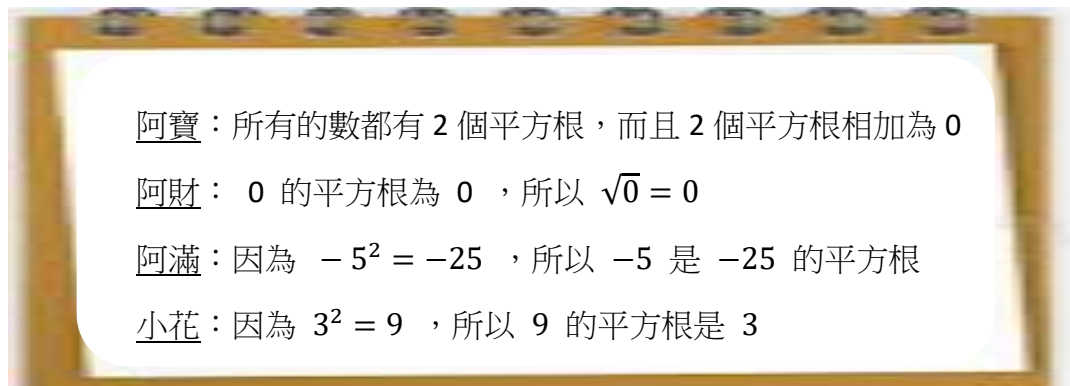 阿寶：所有的數都有 2 個平方根，而且 2 個平方根相加為 0
阿財： 0 的平方根為 0 ，所以 √0 = 0
阿滿：因為 −5² = −25 ，所以 −5 是 −25 的平方根
小花：因為 3² = 9 ，所以 9 的平方根是 3